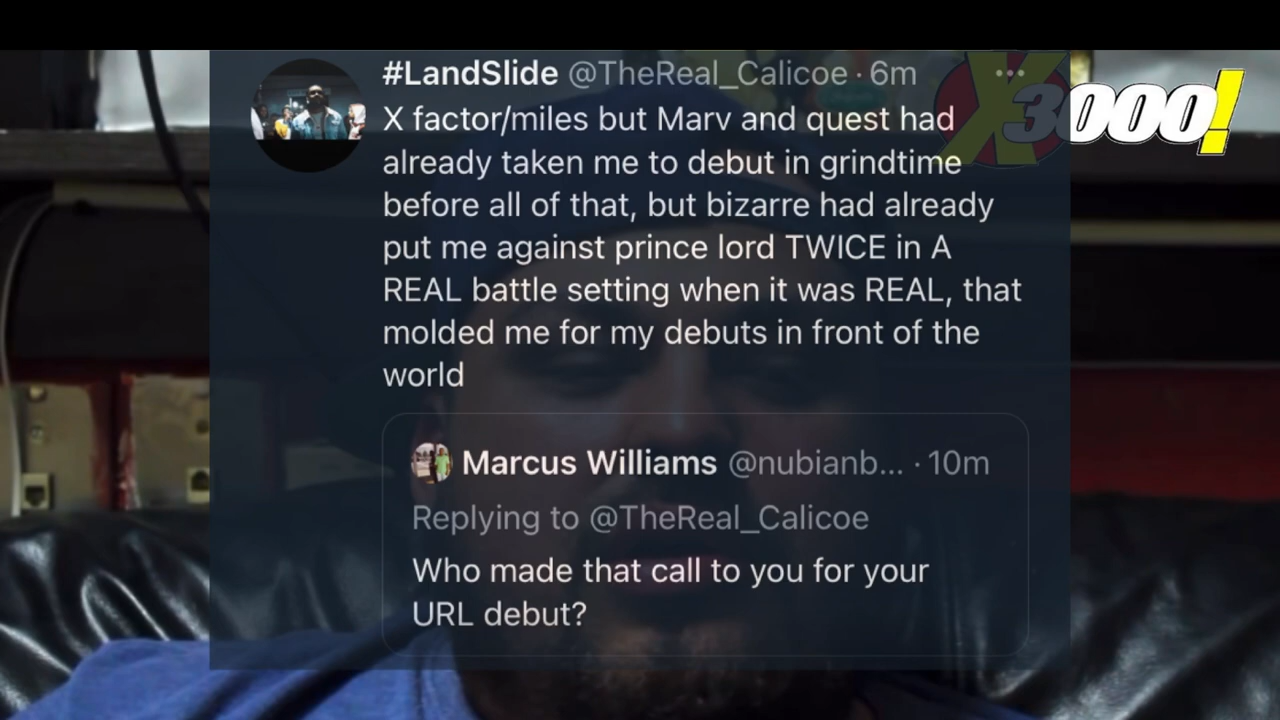 #LandSlide @TheReal_Calicoe · 6m
X3000!
X factor/miles but Marv and quest had
already taken me to debut in grindtime
before all of that, but bizarre had already
put me against prince lord TWICE in A
REAL battle setting when it was REAL, that
molded me for my debuts in front of the
world
Marcus Williams @nubianb... · 10m
Replying to @TheReal_Calicoe
Who made that call to you for your
URL debut?